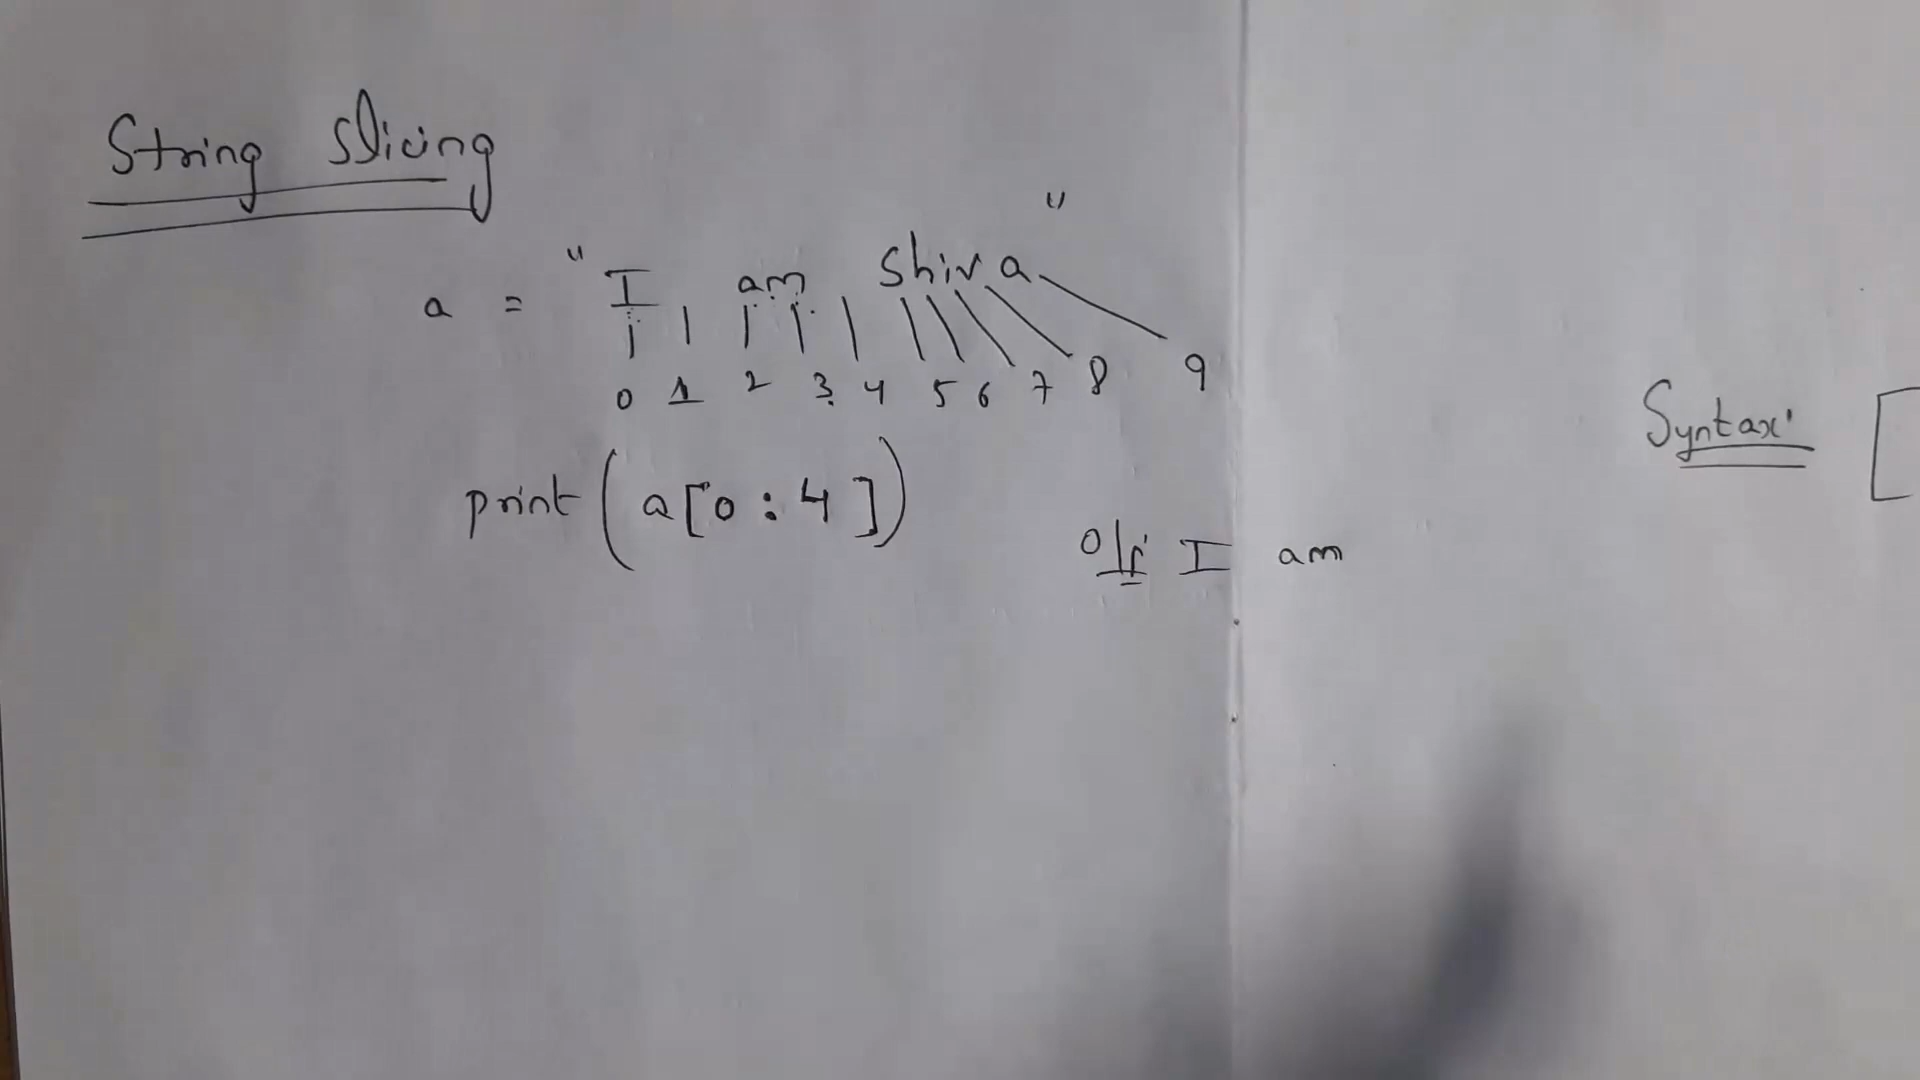 String Slicing
a = "I am Shiva"
0 1 2 3 4 5 6 7 8 9
print(a[0:4])
O/P: I am
Syntax: [